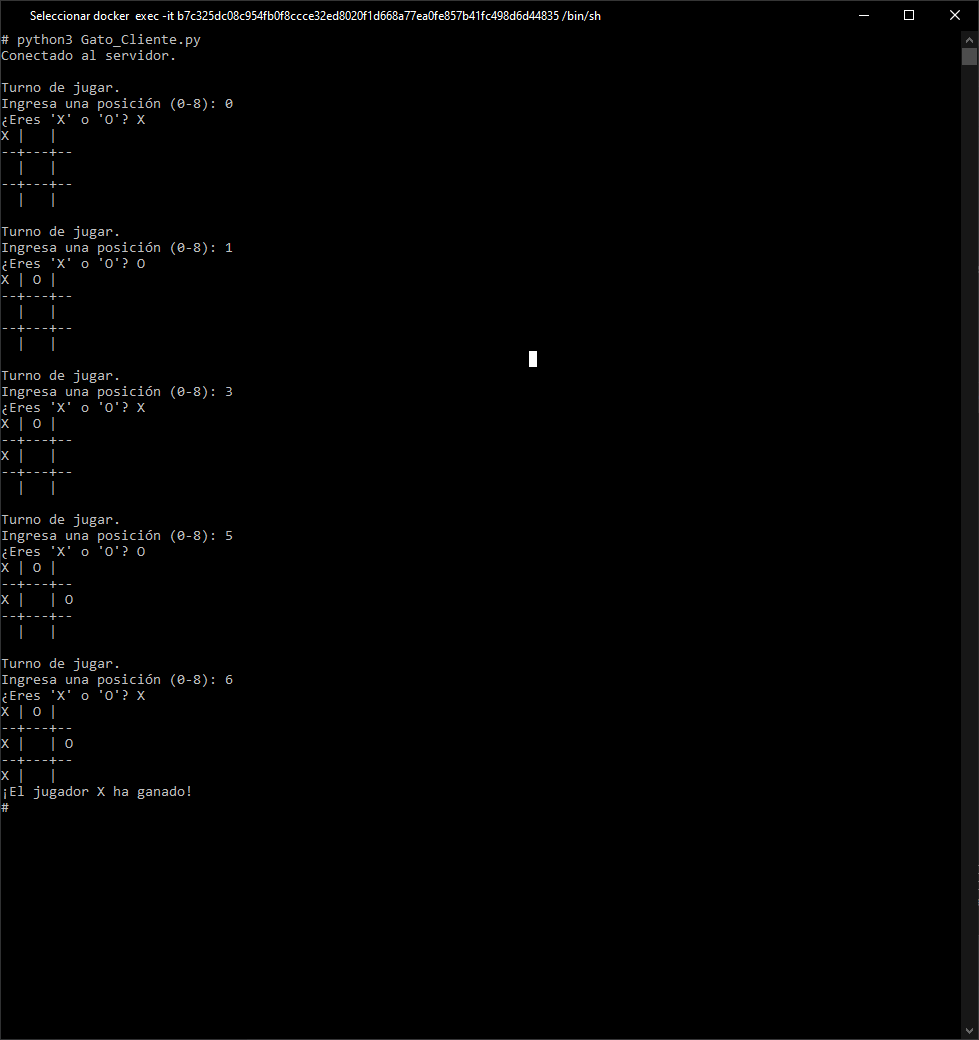 Seleccionar docker  exec -it b7c325dc08c954fb0f8ccce32ed8020f1d668a77ea0fe857b41fc498d6d44835 /bin/sh
# python3 Gato_Cliente.py
Conectado al servidor.

Turno de jugar.
Ingresa una posición (0-8): 0
¿Eres 'X' o 'O'? X
X |   |
--+---+--
  |   |
--+---+--
  |   |

Turno de jugar.
Ingresa una posición (0-8): 1
¿Eres 'X' o 'O'? O
X | O |
--+---+--
  |   |
--+---+--
  |   |

Turno de jugar.
Ingresa una posición (0-8): 3
¿Eres 'X' o 'O'? X
X | O |
--+---+--
X |   |
--+---+--
  |   |

Turno de jugar.
Ingresa una posición (0-8): 5
¿Eres 'X' o 'O'? O
X | O |
--+---+--
X |   | O
--+---+--
  |   |

Turno de jugar.
Ingresa una posición (0-8): 6
¿Eres 'X' o 'O'? X
X | O |
--+---+--
X |   | O
--+---+--
X |   |
¡El jugador X ha ganado!
#